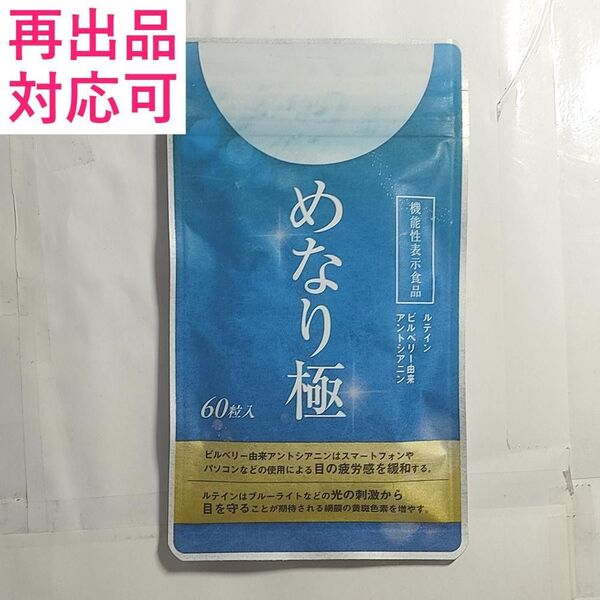 再出品
対応可
めなり極
機能性表示食品
ルテイン
ビルベリー由来
アントシアニン
60粒入
ビルベリー由来アントシアニンはスマートフォンや
パソコンなどの使用による目の疲労感を緩和する。
ルテインはブルーライトなどの光の刺激から
目を守ることが期待される網膜の黄斑色素を増やす。